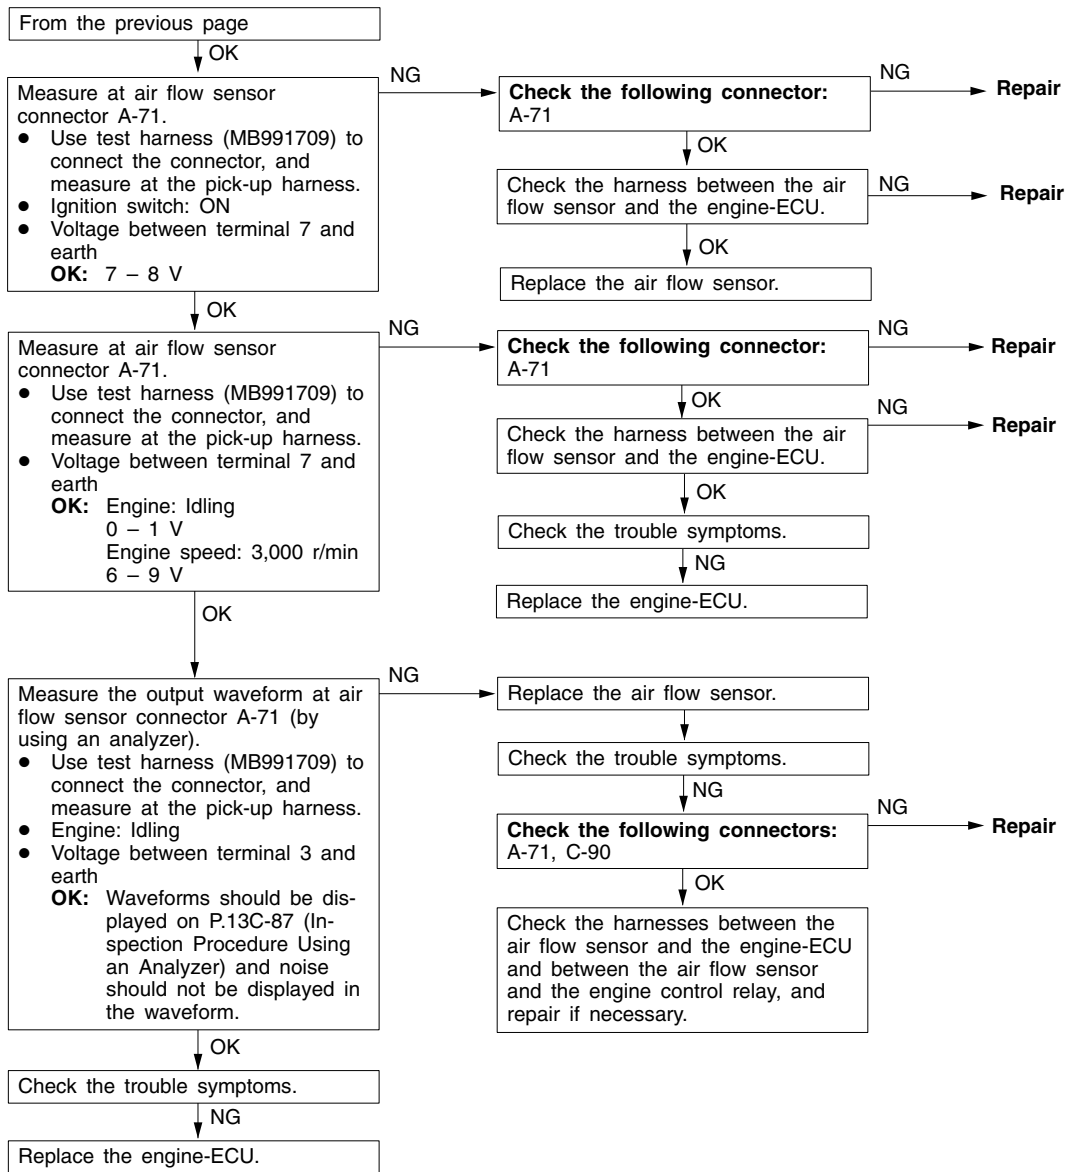 From the previous page
OK
Measure at air flow sensor
connector A-71.
● Use test harness (MB991709) to
connect the connector, and
measure at the pick-up harness.
● Ignition switch: ON
● Voltage between terminal 7 and
earth
OK: 7 – 8 V
NG
Check the following connector:
A-71
NG
Repair
OK
Check the harness between the air
flow sensor and the engine-ECU.
NG
Repair
OK
Replace the air flow sensor.
OK
Measure at air flow sensor
connector A-71.
● Use test harness (MB991709) to
connect the connector, and
measure at the pick-up harness.
● Voltage between terminal 7 and
earth
OK: Engine: Idling
0 – 1 V
Engine speed: 3,000 r/min
6 – 9 V
NG
Check the following connector:
A-71
NG
Repair
OK
Check the harness between the air
flow sensor and the engine-ECU.
NG
Repair
OK
Check the trouble symptoms.
NG
Replace the engine-ECU.
OK
Measure the output waveform at air
flow sensor connector A-71 (by
using an analyzer).
● Use test harness (MB991709) to
connect the connector, and
measure at the pick-up harness.
● Engine: Idling
● Voltage between terminal 3 and
earth
OK: Waveforms should be dis-
played on P.13C-87 (In-
spection Procedure Using
an Analyzer) and noise
should not be displayed in
the waveform.
NG
Replace the air flow sensor.
Check the trouble symptoms.
NG
Check the following connectors:
A-71, C-90
NG
Repair
OK
Check the harnesses between the
air flow sensor and the engine-ECU
and between the air flow sensor
and the engine control relay, and
repair if necessary.
OK
Check the trouble symptoms.
NG
Replace the engine-ECU.